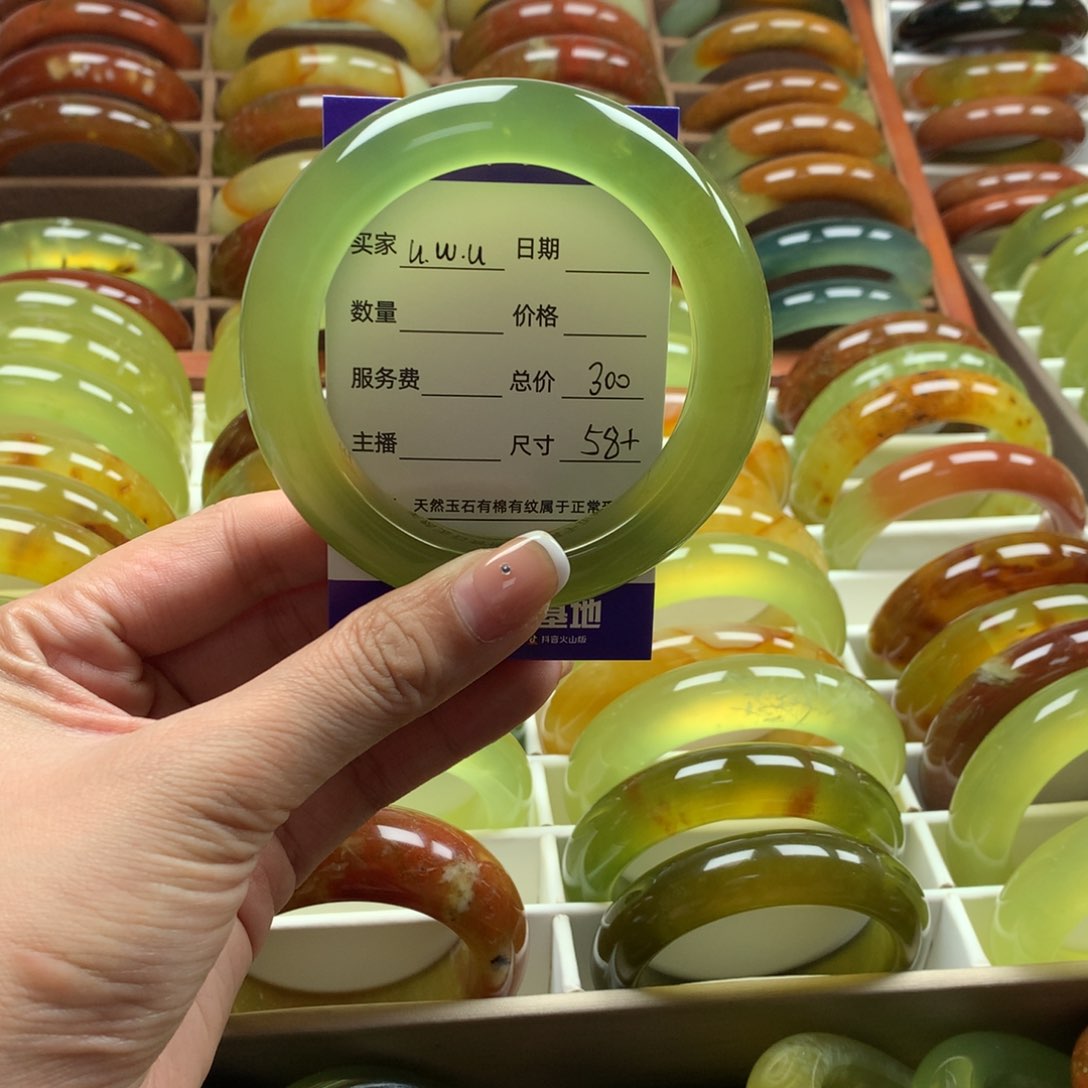 买家 u.w.u 日期
数量 价格
服务费 总价 300
主播 尺寸 58+
天然玉石有棉有纹属于正常
基地
抖音火山版